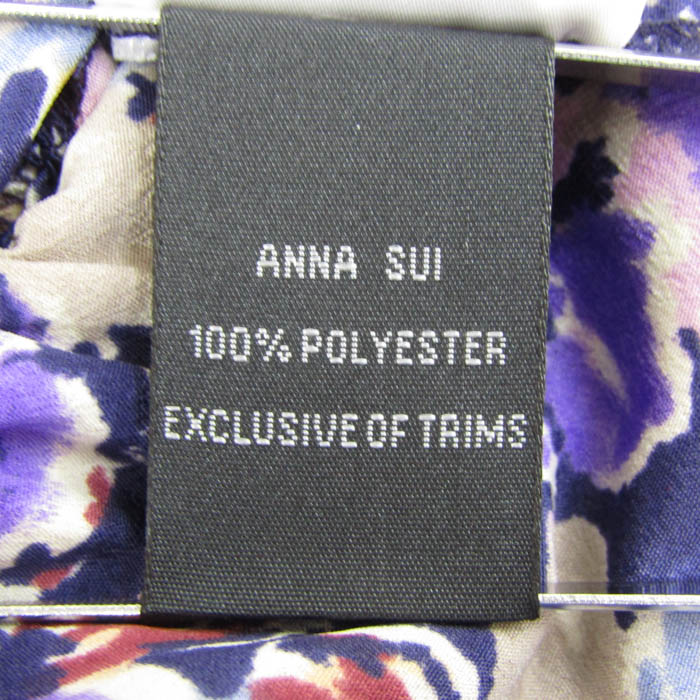 ANNA SUI
100% POLYESTER
EXCLUSIVE OF TRIMS